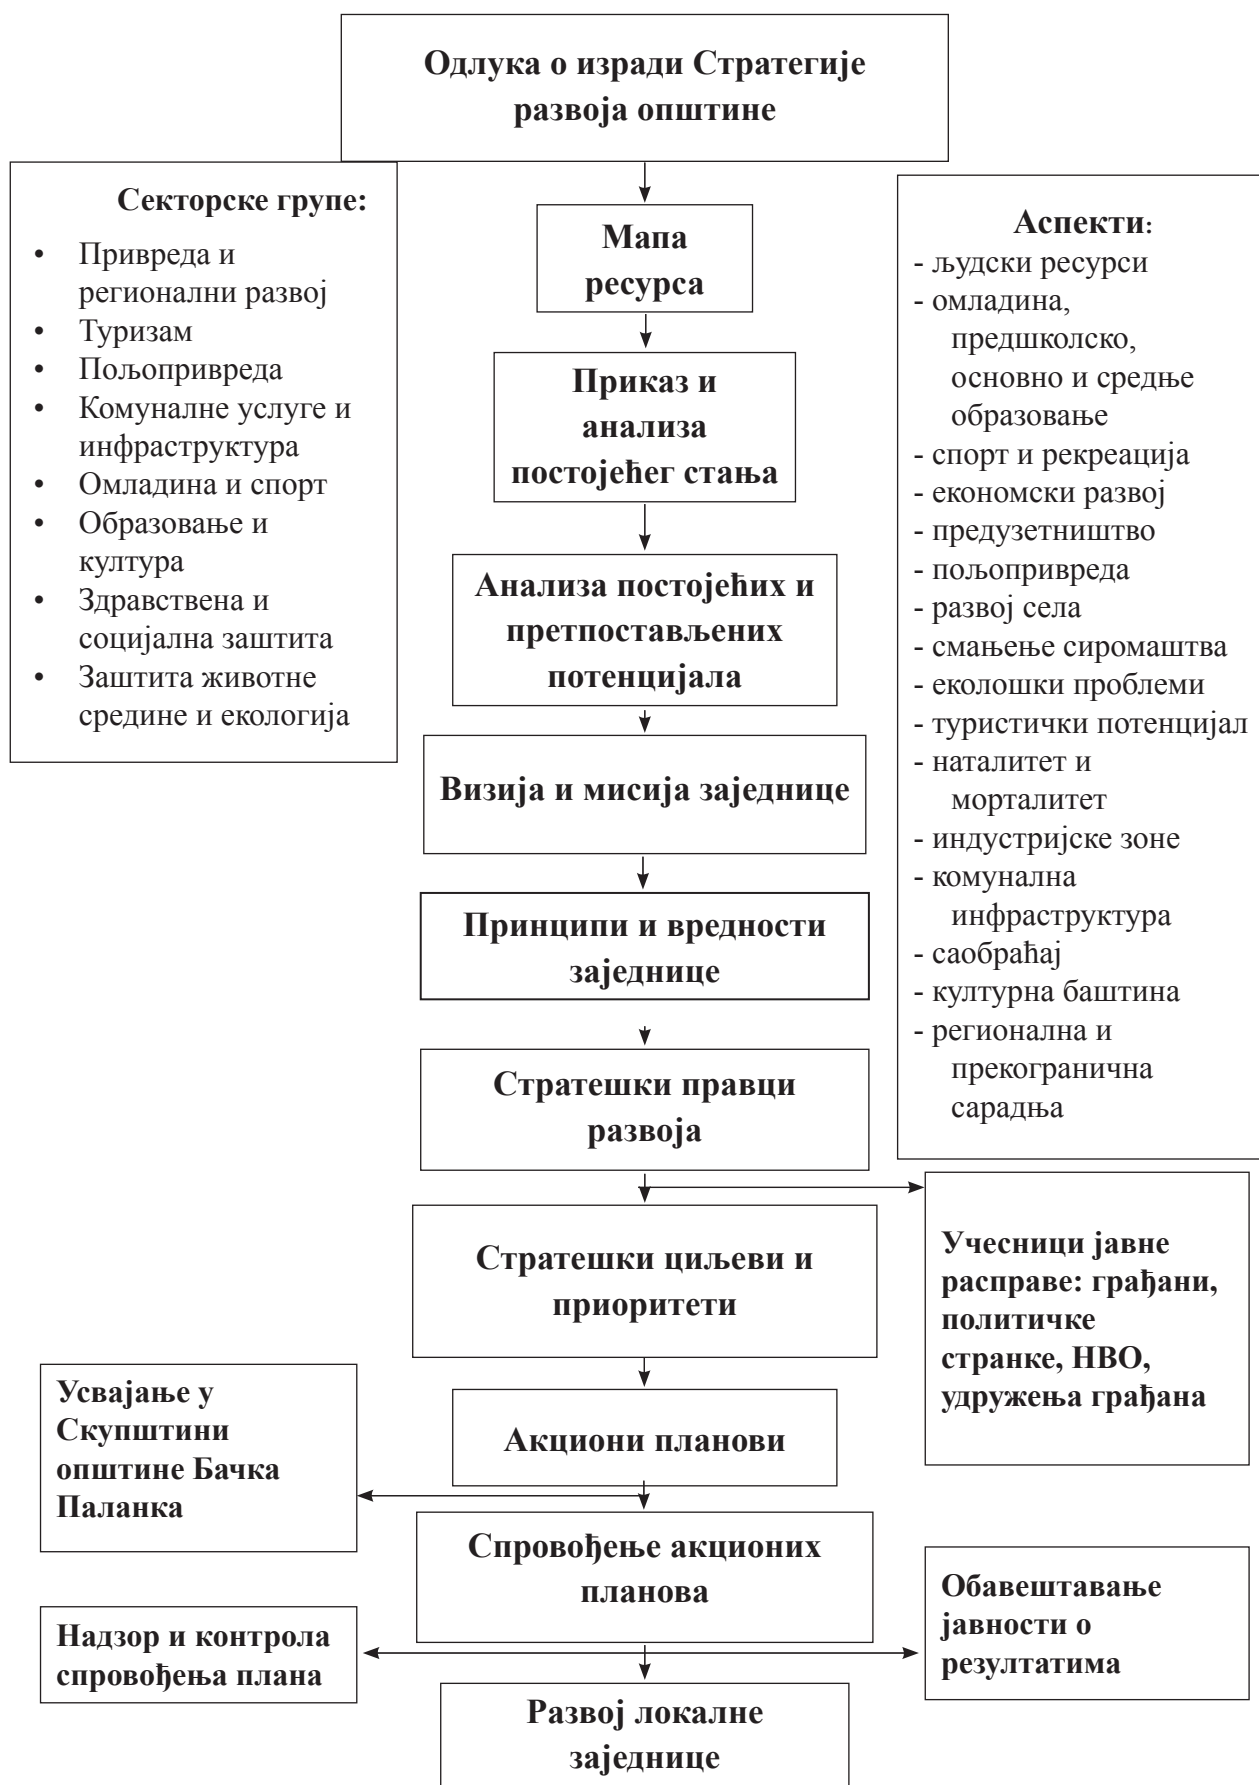 Одлука о изради Стратегије
развоја општине
Секторске групе:
• Привреда и
регионални развој
• Туризам
• Пољопривреда
• Комуналне услуге и
инфраструктура
• Омладина и спорт
• Образовање и
култура
• Здравствена и
социјална заштита
• Заштита животне
средине и екологија
Мапа
ресурса
Приказ и
анализа
постојећег стања
Анализа постојећих и
претпостављених
потенцијала
Визија и мисија заједнице
Принципи и вредности
заједнице
Стратешки правци
развоја
Аспекти:
- људски ресурси
- омладина,
предшколско,
основно и средње
образовање
- спорт и рекреација
- економски развој
- предузетништво
- пољопривреда
- развој села
- смањење сиромаштва
- еколошки проблеми
- туристички потенцијал
- наталитет и
морталитет
- индустријске зоне
- комунална
инфраструктура
- саобраћај
- културна баштина
- регионална и
прекогранична
сарадња
Стратешки циљеви и
приоритети
Учесници јавне
расправе: грађани,
политичке
странке, НВО,
удружења грађана
Акциони планови
Усвајање у
Скупштини
општине Бачка
Паланка
Спровођење акционих
планова
Надзор и контрола
спровођења плана
Обавештавање
јавности о
резултатима
Развој локалне
заједнице